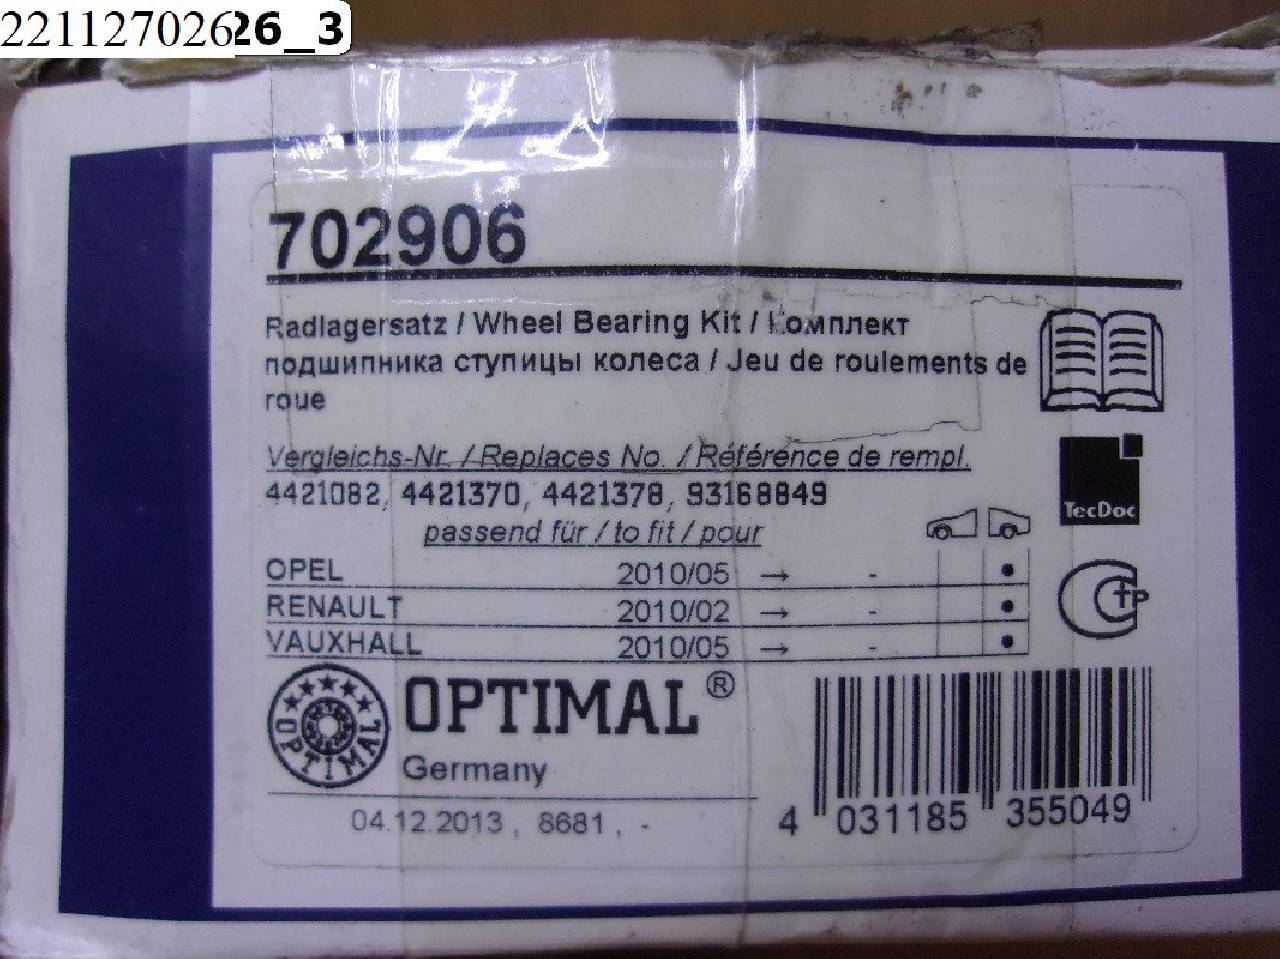 221127026
26_3
702906
Radlagersatz / Wheel Bearing Kit / Комплект
подшипника ступицы колеса / Jeu de roulements de
roue
Vergleichs-Nr. / Replaces No. / Référence de rempl.
4421082, 4421370, 4421378, 93168849
TecDoc
passend für / to fit / pour
OPEL 2010/05 → -
RENAULT 2010/02 → -
VAUXHALL 2010/05 → -
OPTIMAL
OPTIMAL®
Germany
04.12.2013 , 8681 , -
4 031185 355049